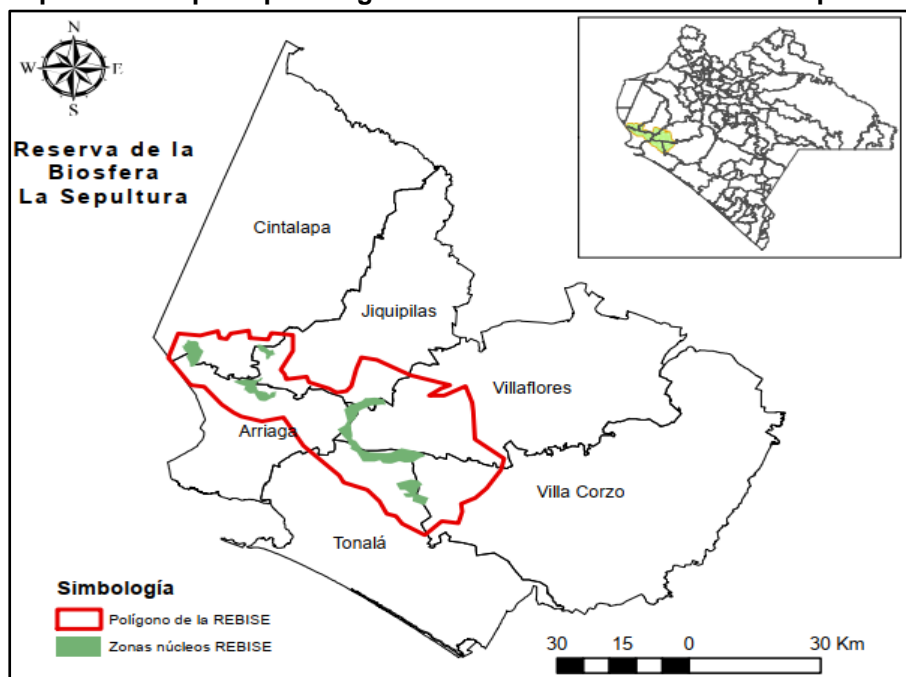 N
W E
S
Reserva de la
Biosfera
La Sepultura
Cintalapa
Jiquipilas
Villaflores
Arriaga
Villa Corzo
Tonalá
Simbología
Polígono de la REBISE
Zonas núcleos REBISE
30 15 0 30 Km